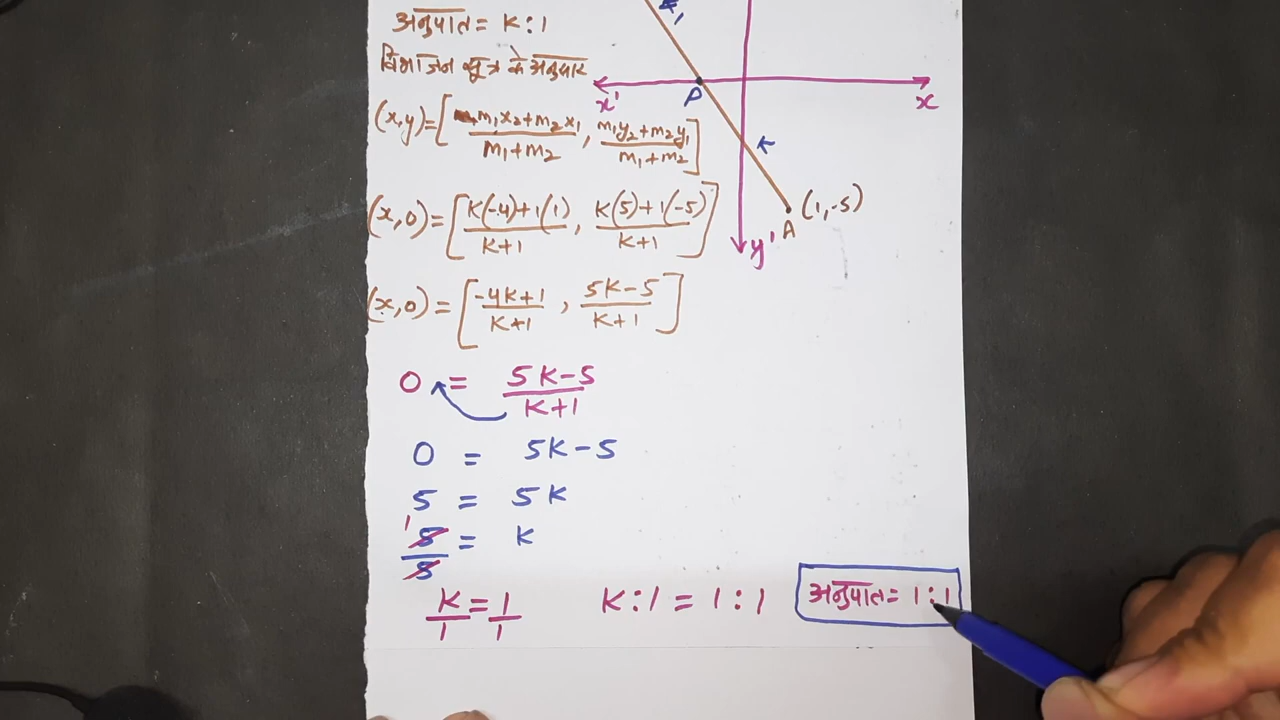 अनुपात = K : 1
विभाजन सूत्र के अनुसार
(x,y) = [ m₁x₂+m₂x₁ / m₁+m₂ , m₁y₂+m₂y₁ / m₁+m₂ ]
(x,0) = [ K(-4)+1(1) / K+1 , K(5)+1(-5) / K+1 ]
(x,0) = [ -4K+1 / K+1 , 5K-5 / K+1 ]
0 = 5K-5 / K+1
0 = 5K-5
5 = 5K
1
5/5 = K
K/1 = 1/1
K : 1 = 1 : 1
अनुपात = 1 : 1
1
x'
P
x
K
(1,-5)
A
y'